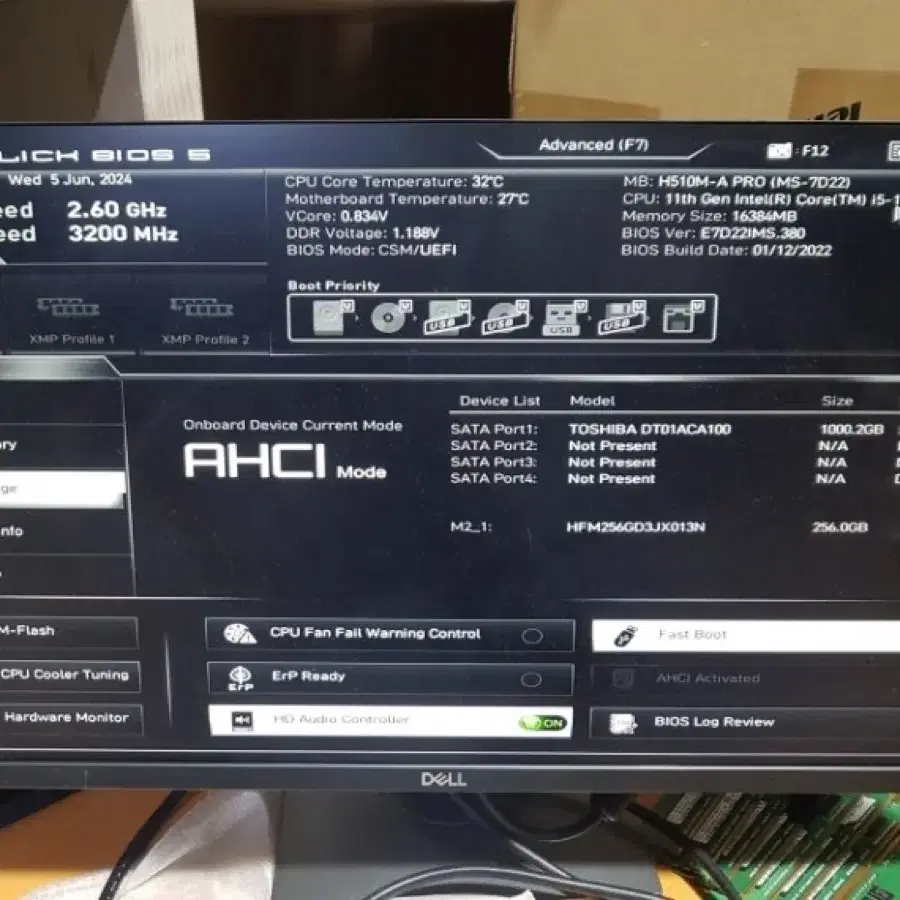 LICK BIOS 5
Advanced (F7)
: F12
Wed 5 Jun, 2024
eed 2.60 GHz
eed 3200 MHz
CPU Core Temperature: 32°C
Motherboard Temperature: 27°C
VCore: 0.834V
DDR Voltage: 1.188V
BIOS Mode: CSM/UEFI
MB: H510M-A PRO (MS-7D22)
CPU: 11th Gen Intel(R) Core(TM) i5-1
Memory Size: 16384MB
BIOS Ver: E7D22IMS.380
BIOS Build Date: 01/12/2022
Boot Priority
USB USB USB USB
XMP Profile 1
XMP Profile 2
ory
ge
nfo
Onboard Device Current Mode
AHCI Mode
Device List Model Size
SATA Port1: TOSHIBA DT01ACA100 1000.2GB
SATA Port2: Not Present N/A
SATA Port3: Not Present N/A
SATA Port4: Not Present N/A
M2_1: HFM256GD3JX013N 256.0GB
M-Flash
CPU Cooler Tuning
Hardware Monitor
CPU Fan Fail Warning Control
ErP
ErP Ready
HD Audio Controller ON
Fast Boot
AHCI Activated
BIOS Log Review
DELL